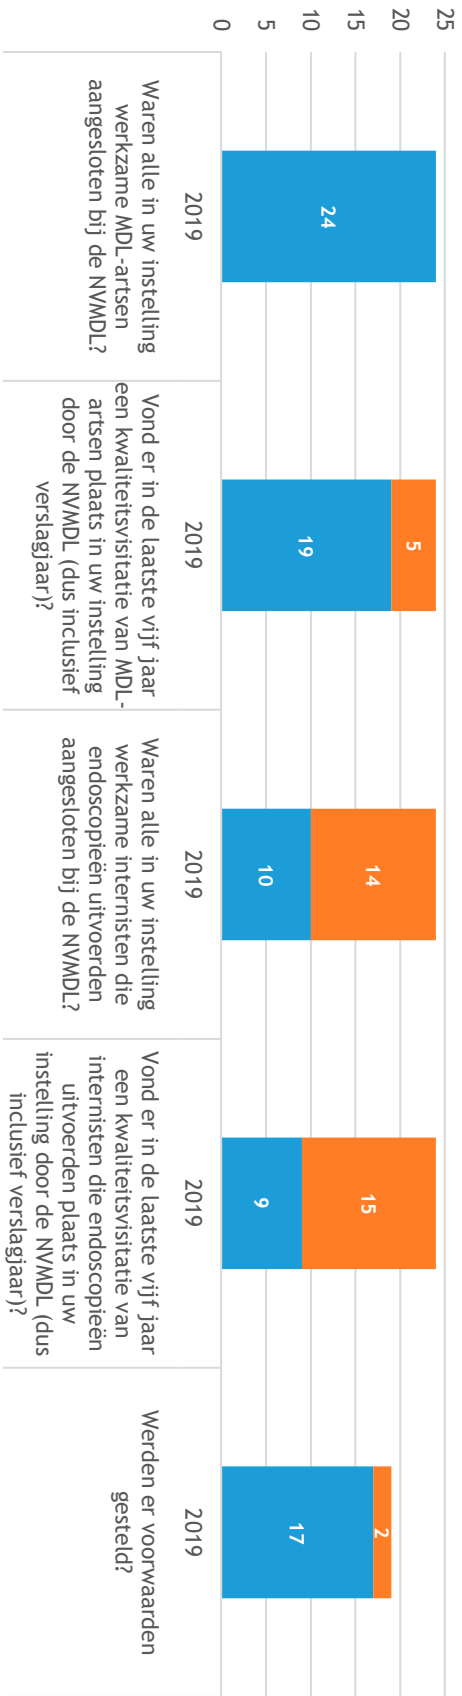 25
20
15
10
5
0
24
19
5
10
14
9
15
17
2
2019
2019
2019
2019
2019
Waren alle in uw instelling
werkzame MDL-artsen
aangesloten bij de NVMDL?
Vond er in de laatste vijf jaar
een kwaliteitsvisitatie van MDL-
artsen plaats in uw instelling
door de NVMDL (dus inclusief
verslagjaar)?
Waren alle in uw instelling
werkzame internisten die
endoscopieën uitvoerden
aangesloten bij de NVMDL?
Vond er in de laatste vijf jaar
een kwaliteitsvisitatie van
internisten die endoscopieën
uitvoerden plaats in uw
instelling door de NVMDL (dus
inclusief verslagjaar)?
Werden er voorwaarden
gesteld?